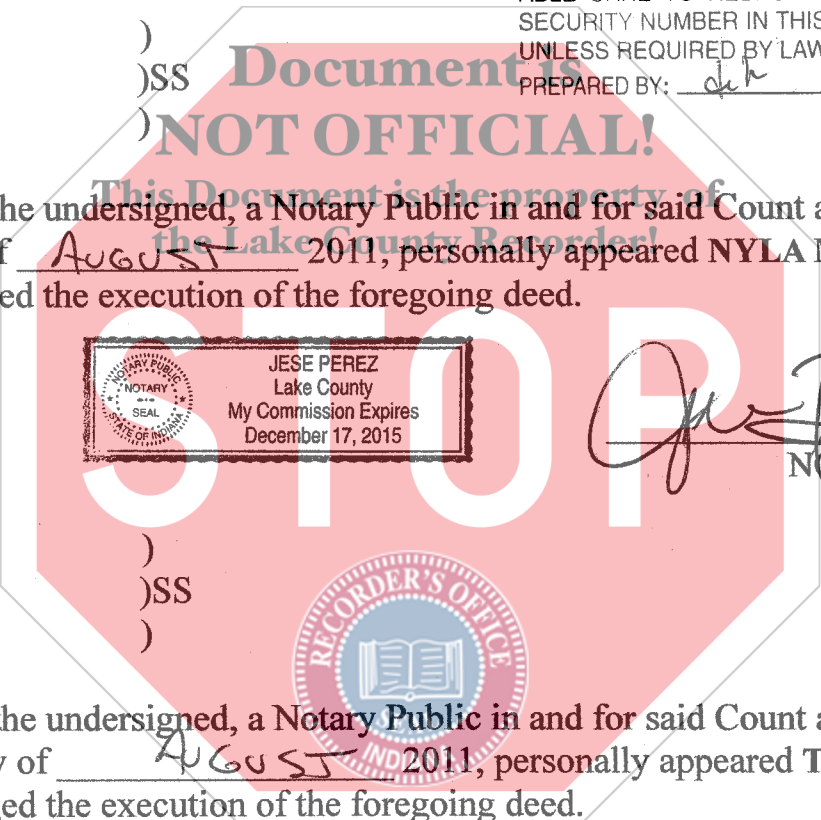 SECURITY NUMBER IN THIS
)
UNLESS REQUIRED BY LAW
)SS
Document is
PREPARED BY:
)
NOT OFFICIAL!
This Document is the property of
he undersigned, a Notary Public in and for said Count a
the Lake County Recorder!
f AUGUST 2011, personally appeared NYLA
ed the execution of the foregoing deed.
STOP
JESE PEREZ
Lake County
My Commission Expires
December 17, 2015
NOTARY PUBLIC
NOTARY
SEAL
STATE OF INDIANA
)
)SS
)
RECORDER'S OFFICE
SEAL
INDIANA
he undersigned, a Notary Public in and for said Count a
y of AUGUST 2011, personally appeared T
ed the execution of the foregoing deed.